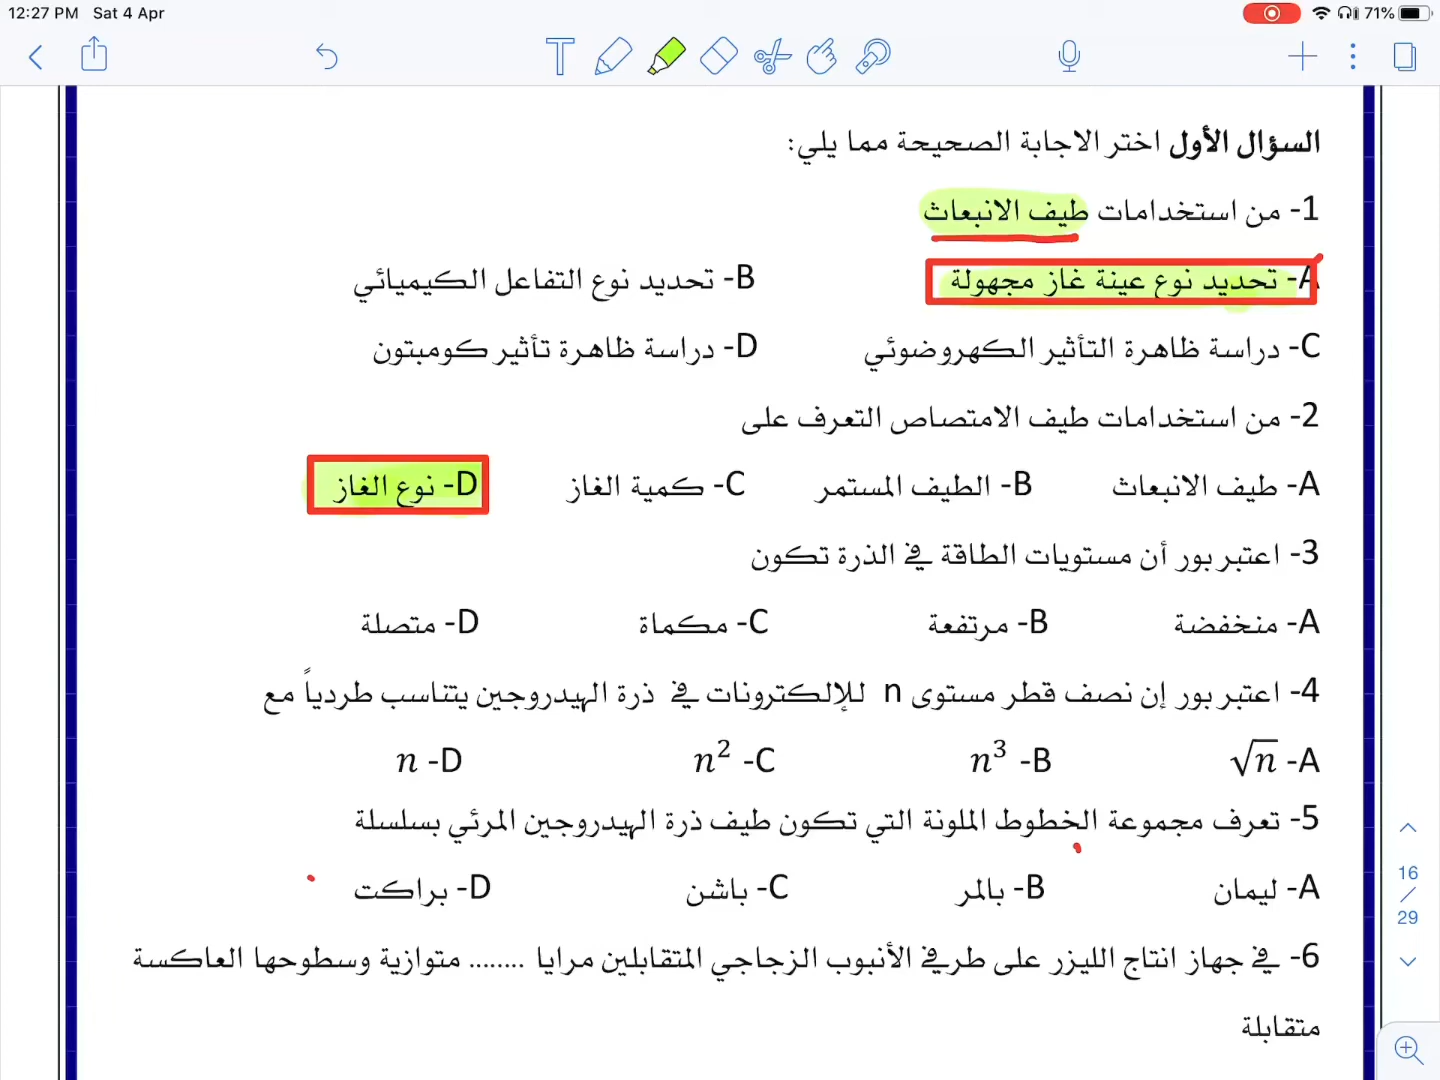 12:27 PM Sat 4 Apr 71%
السؤال الأول اختر الاجابة الصحيحة مما يلي:
1- من استخدامات طيف الانبعاث
A- تحديد نوع عينة غاز مجهولة B- تحديد نوع التفاعل الكيميائي
C- دراسة ظاهرة التأثير الكهروضوئي D- دراسة ظاهرة تأثير كومبتون
2- من استخدامات طيف الامتصاص التعرف على
A- طيف الانبعاث B- الطيف المستمر C- كمية الغاز D- نوع الغاز
3- اعتبر بور أن مستويات الطاقة في الذرة تكون
A- منخفضة B- مرتفعة C- مكماة D- متصلة
4- اعتبر بور إن نصف قطر مستوى n للإلكترونات في ذرة الهيدروجين يتناسب طردياً مع
A- √n B- n³ C- n² D- n
5- تعرف مجموعة الخطوط الملونة التي تكون طيف ذرة الهيدروجين المرئي بسلسلة
A- ليمان B- بالمر C- باشن D- براكت
6- في جهاز انتاج الليزر على طرفي الأنبوب الزجاجي المتقابلين مرايا ........ متوازية وسطوحها العاكسة
متقابلة
16
/
29